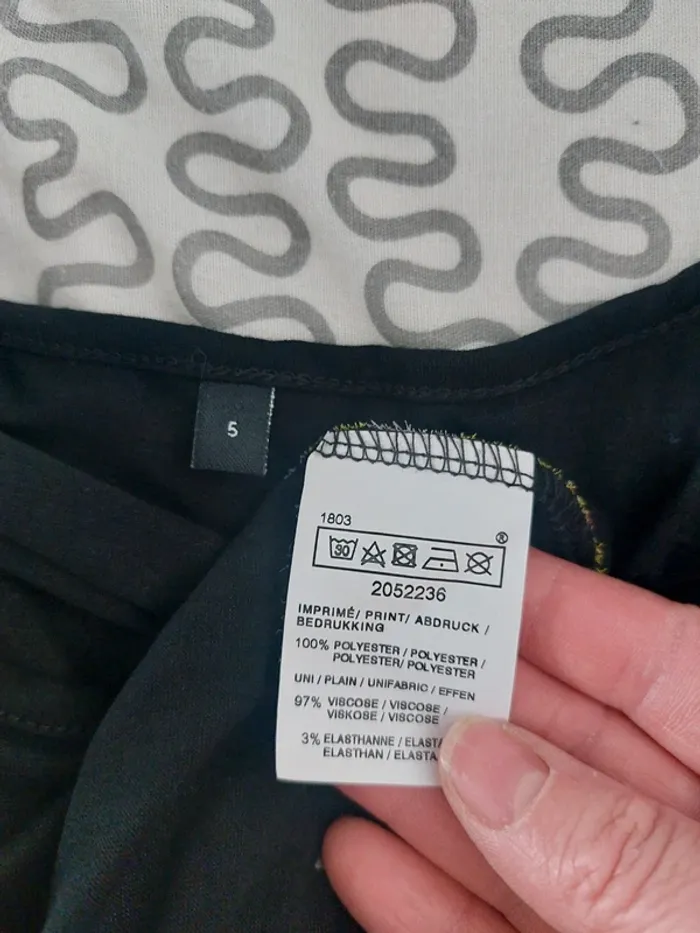 5
1803
®
30
2052236
IMPRIMÉ/ PRINT/ ABDRUCK /
BEDRUKKING
100% POLYESTER / POLYESTER /
POLYESTER/ POLYESTER
UNI / PLAIN / UNIFABRIC / EFFEN
97% VISCOSE / VISCOSE /
VISKOSE / VISCOSE
3% ELASTHANNE / ELASTA
ELASTHAN / ELASTA